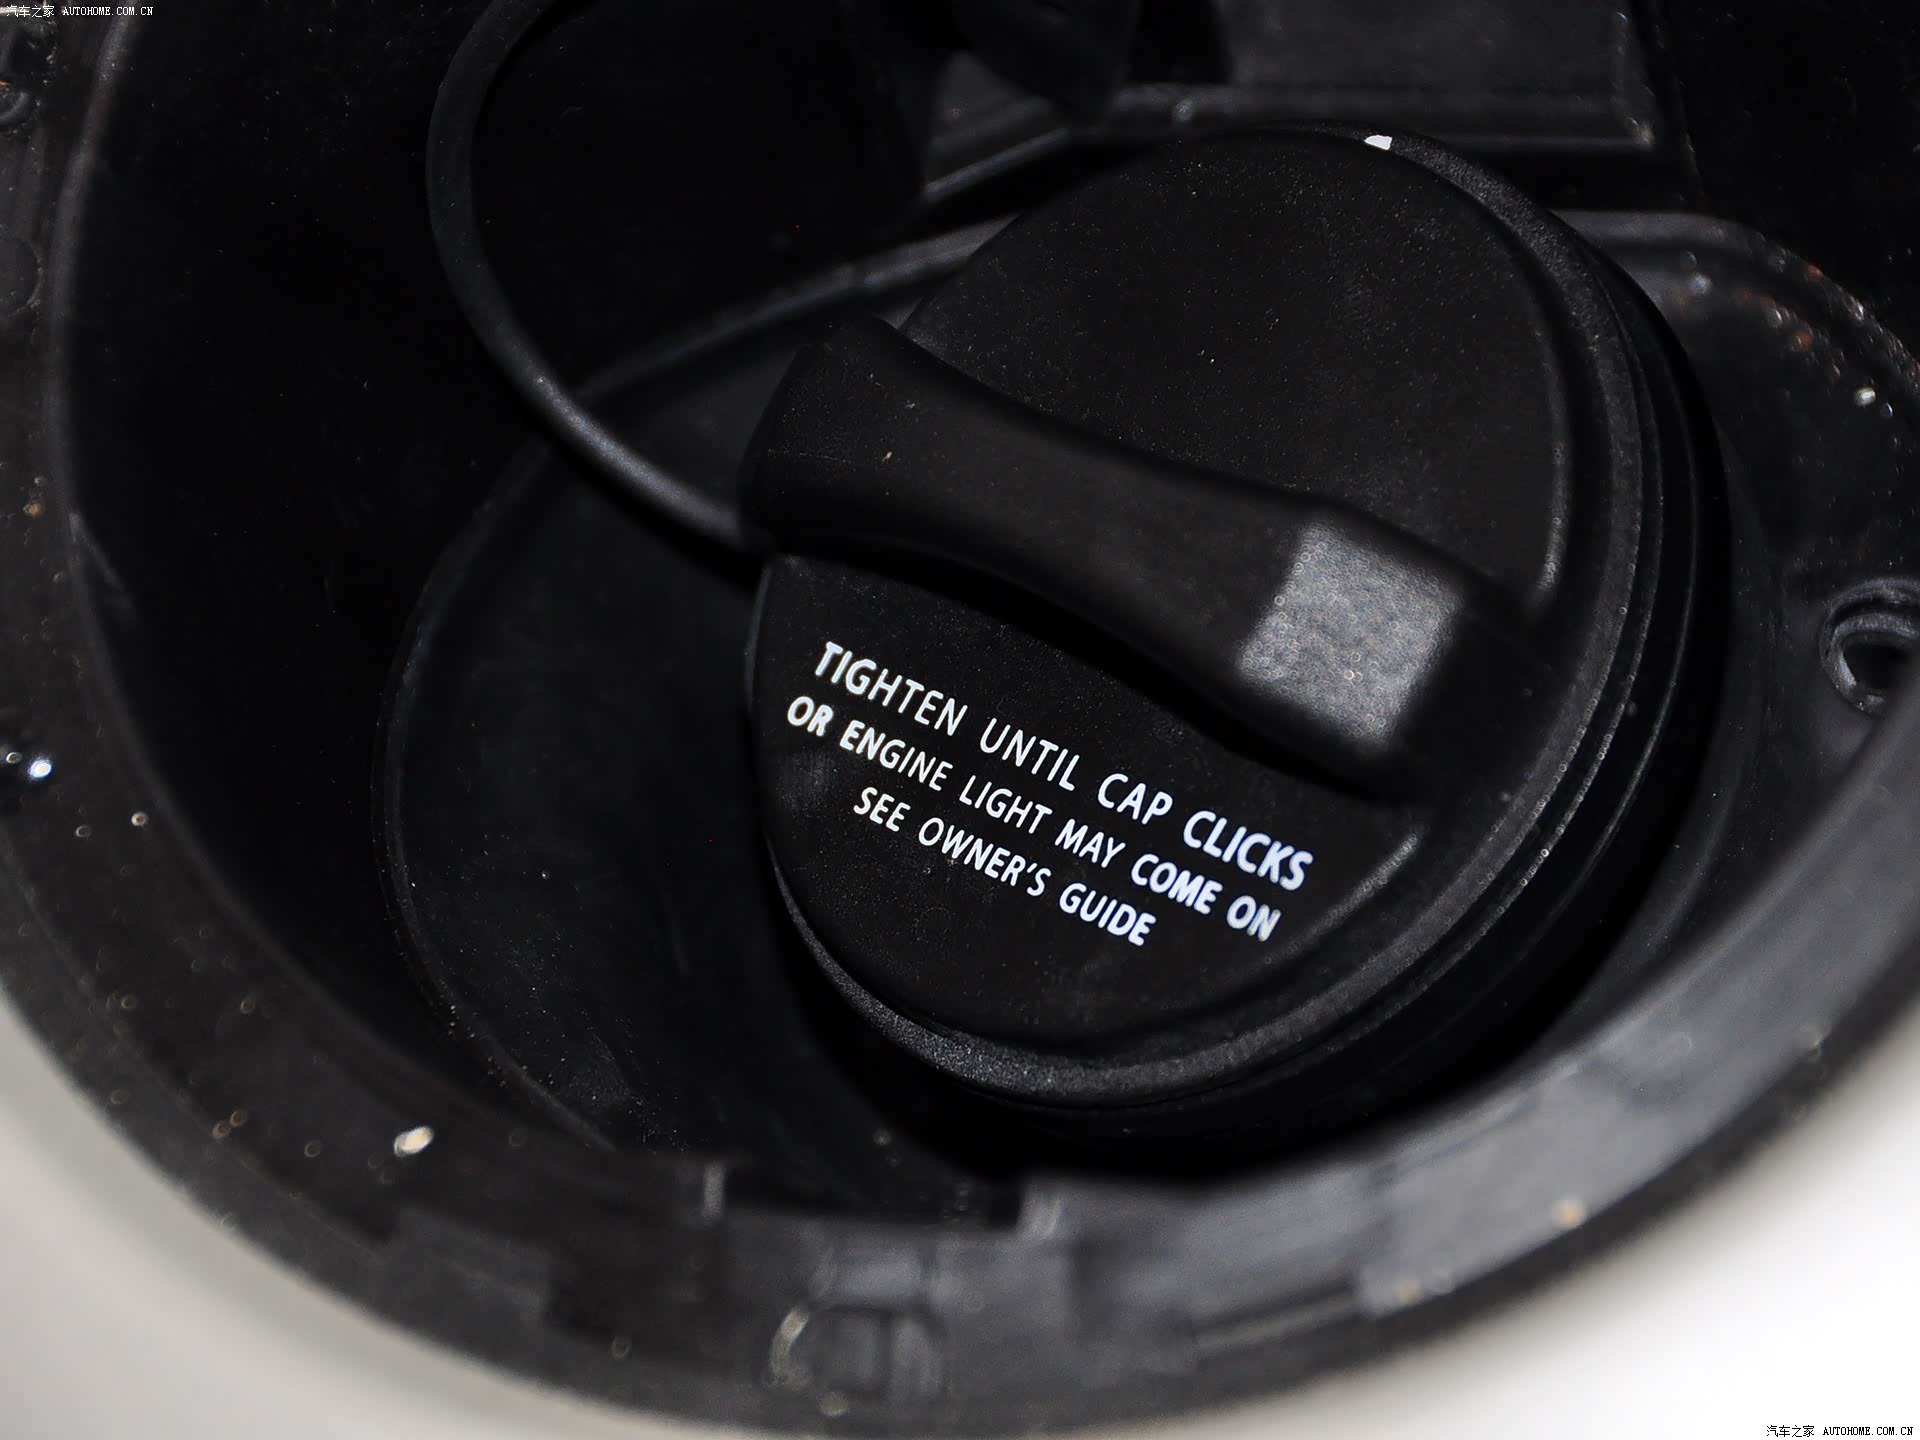 汽车之家 AUTOHOME.COM.CN
TIGHTEN UNTIL CAP CLICKS
OR ENGINE LIGHT MAY COME ON
SEE OWNER'S GUIDE
汽车之家 AUTOHOME.COM.CN